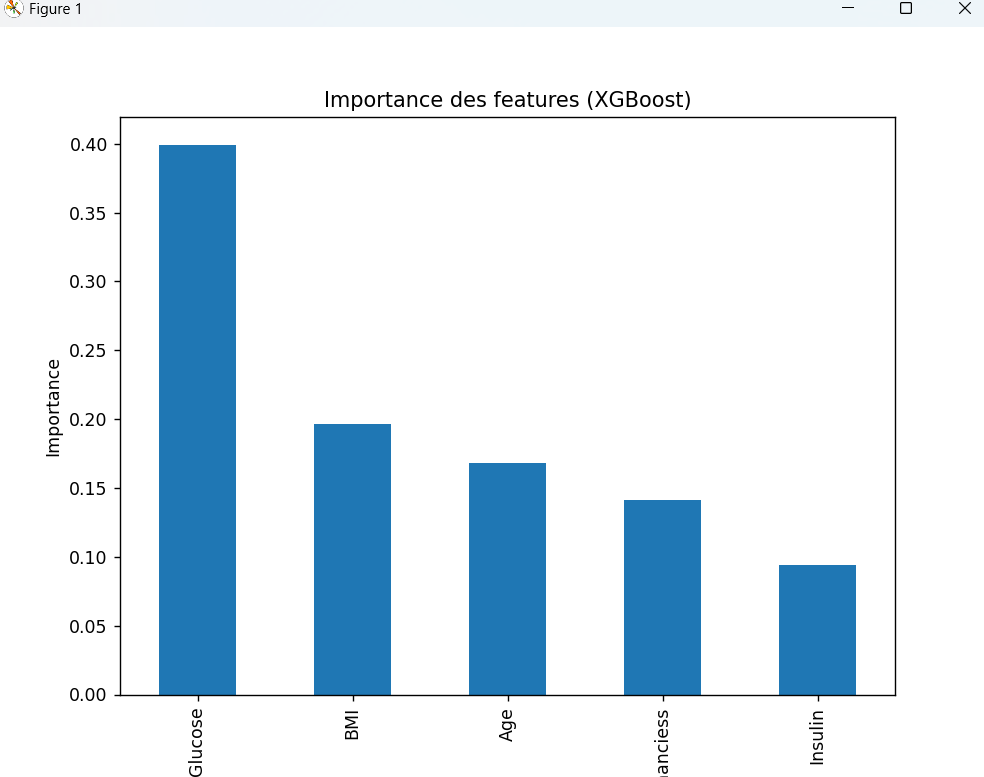 Figure 1
Importance des features (XGBoost)
Importance
0.40
0.35
0.30
0.25
0.20
0.15
0.10
0.05
0.00
Glucose
BMI
Age
Insulin